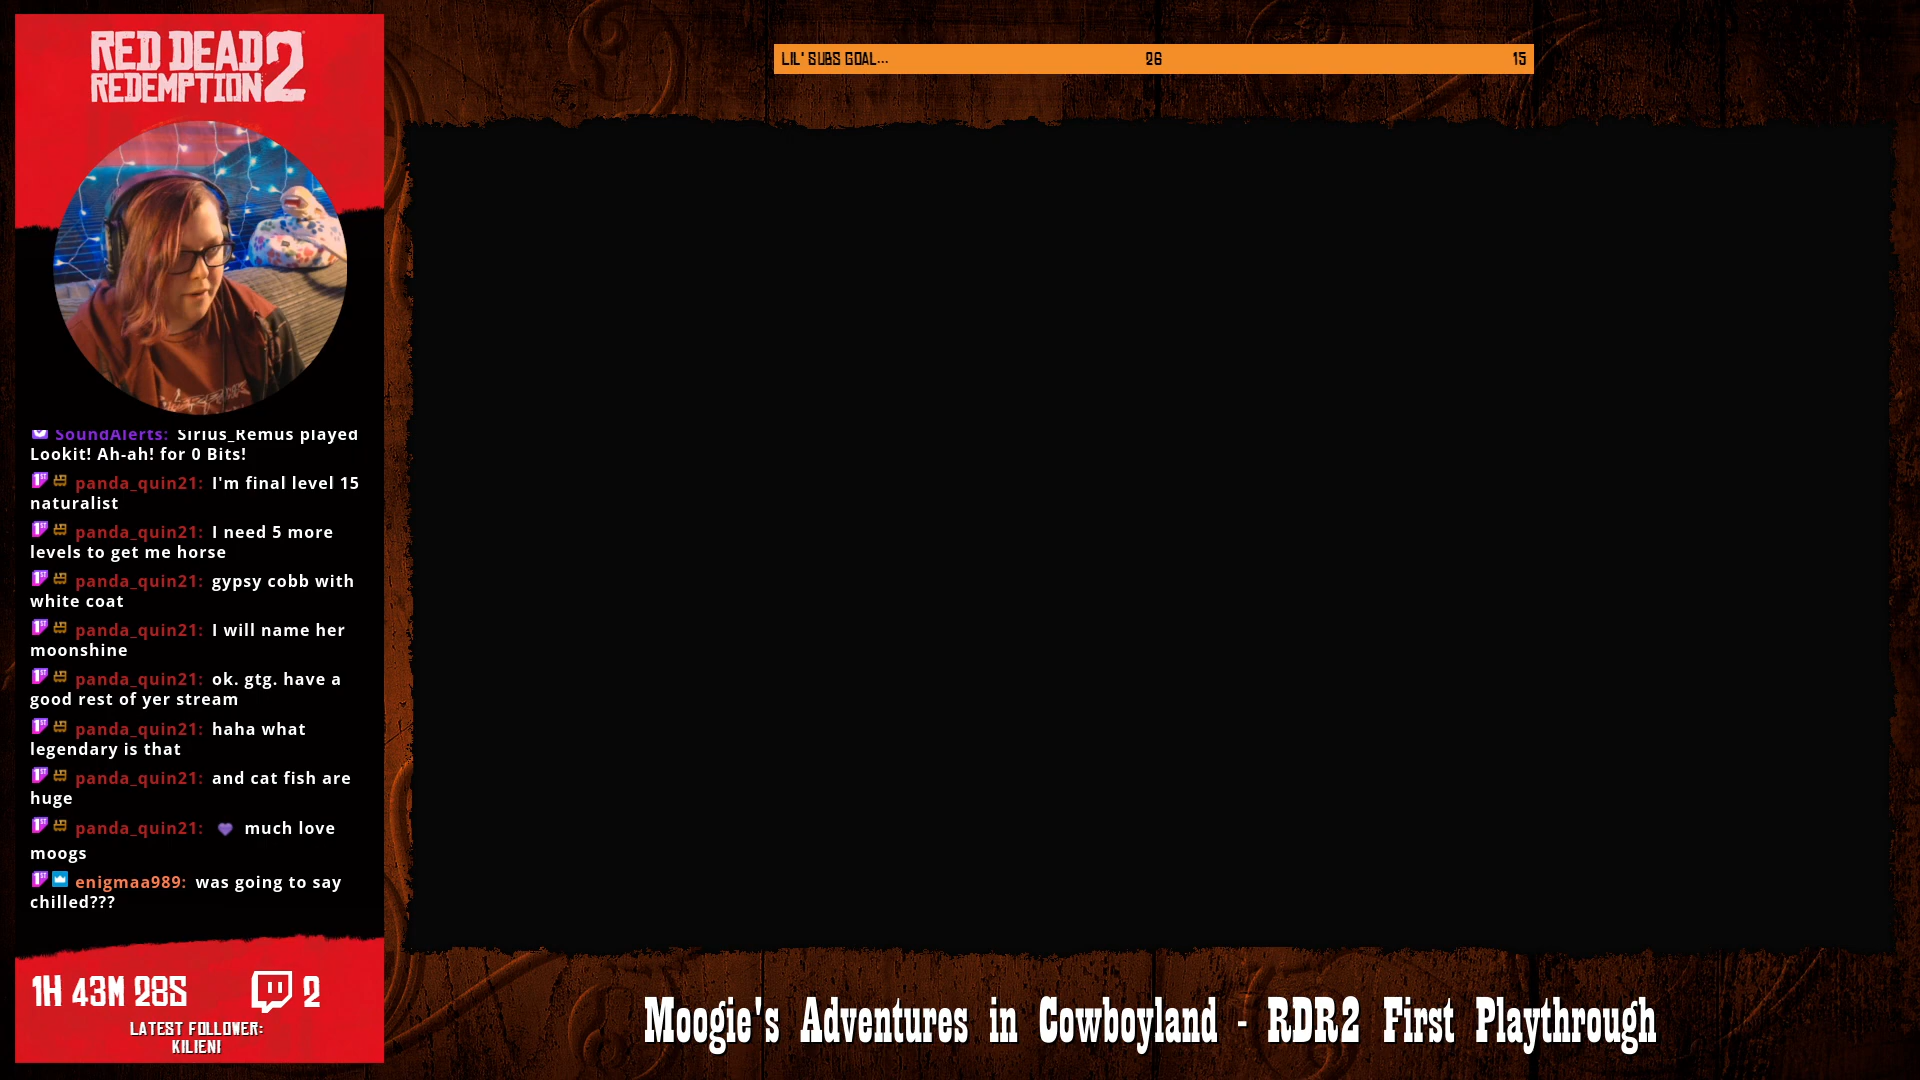 RED DEAD
REDEMPTION 2
LIL' SUBS GOAL... 26 15
SoundAlerts: Sirius_Remus played
Lookit! Ah-ah! for 0 Bits!
panda_quin21: I'm final level 15
naturalist
panda_quin21: I need 5 more
levels to get me horse
panda_quin21: gypsy cobb with
white coat
panda_quin21: I will name her
moonshine
panda_quin21: ok. gtg. have a
good rest of yer stream
panda_quin21: haha what
legendary is that
panda_quin21: and cat fish are
huge
panda_quin21: 💜 much love
moogs
enigmaa989: was going to say
chilled???
1H 43M 28S 2
LATEST FOLLOWER:
KILIENI
Moogie's Adventures in Cowboyland - RDR2 First Playthrough